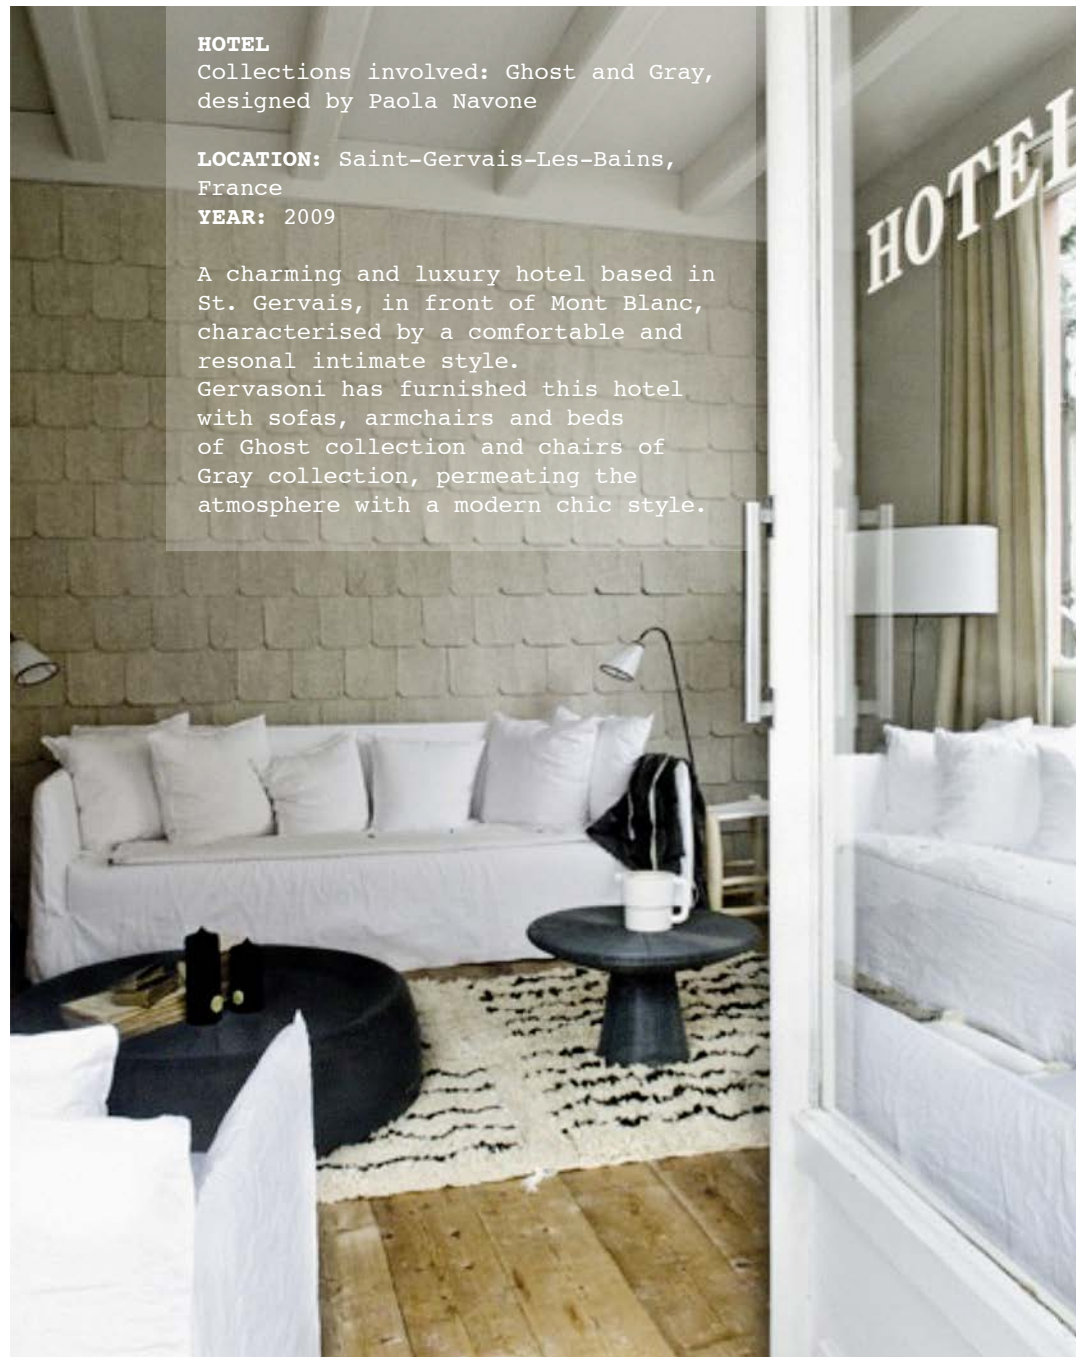 HOTEL
Collections involved: Ghost and Gray,
designed by Paola Navone
LOCATION: Saint-Gervais-Les-Bains,
France
YEAR: 2009
A charming and luxury hotel based in
St. Gervais, in front of Mont Blanc,
characterised by a comfortable and
resonal intimate style.
Gervasoni has furnished this hotel
with sofas, armchairs and beds
of Ghost collection and chairs of
Gray collection, permeating the
atmosphere with a modern chic style.
HOTEL